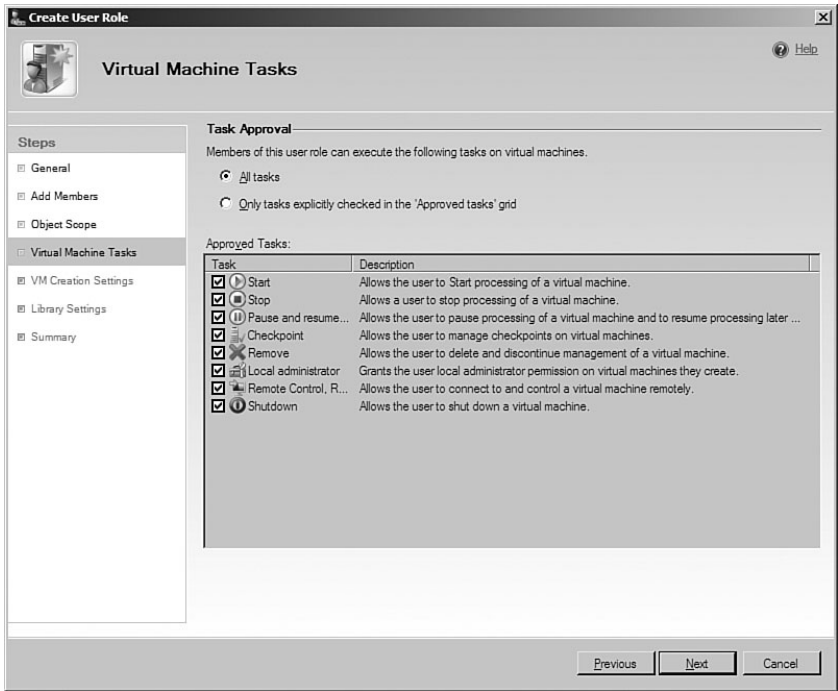 Create User Role
Help
Virtual Machine Tasks
Steps
General
Add Members
Object Scope
Virtual Machine Tasks
VM Creation Settings
Library Settings
Summary
Task Approval
Members of this user role can execute the following tasks on virtual machines.
All tasks
Only tasks explicitly checked in the 'Approved tasks' grid
Approved Tasks:
Task Description
Start Allows the user to Start processing of a virtual machine.
Stop Allows a user to stop processing of a virtual machine.
Pause and resume... Allows the user to pause processing of a virtual machine and to resume processing later ...
Checkpoint Allows the user to manage checkpoints on virtual machines.
Remove Allows the user to delete and discontinue management of a virtual machine.
Local administrator Grants the user local administrator permission on virtual machines they create.
Remote Control, R... Allows the user to connect to and control a virtual machine remotely.
Shutdown Allows the user to shut down a virtual machine.
Previous Next Cancel